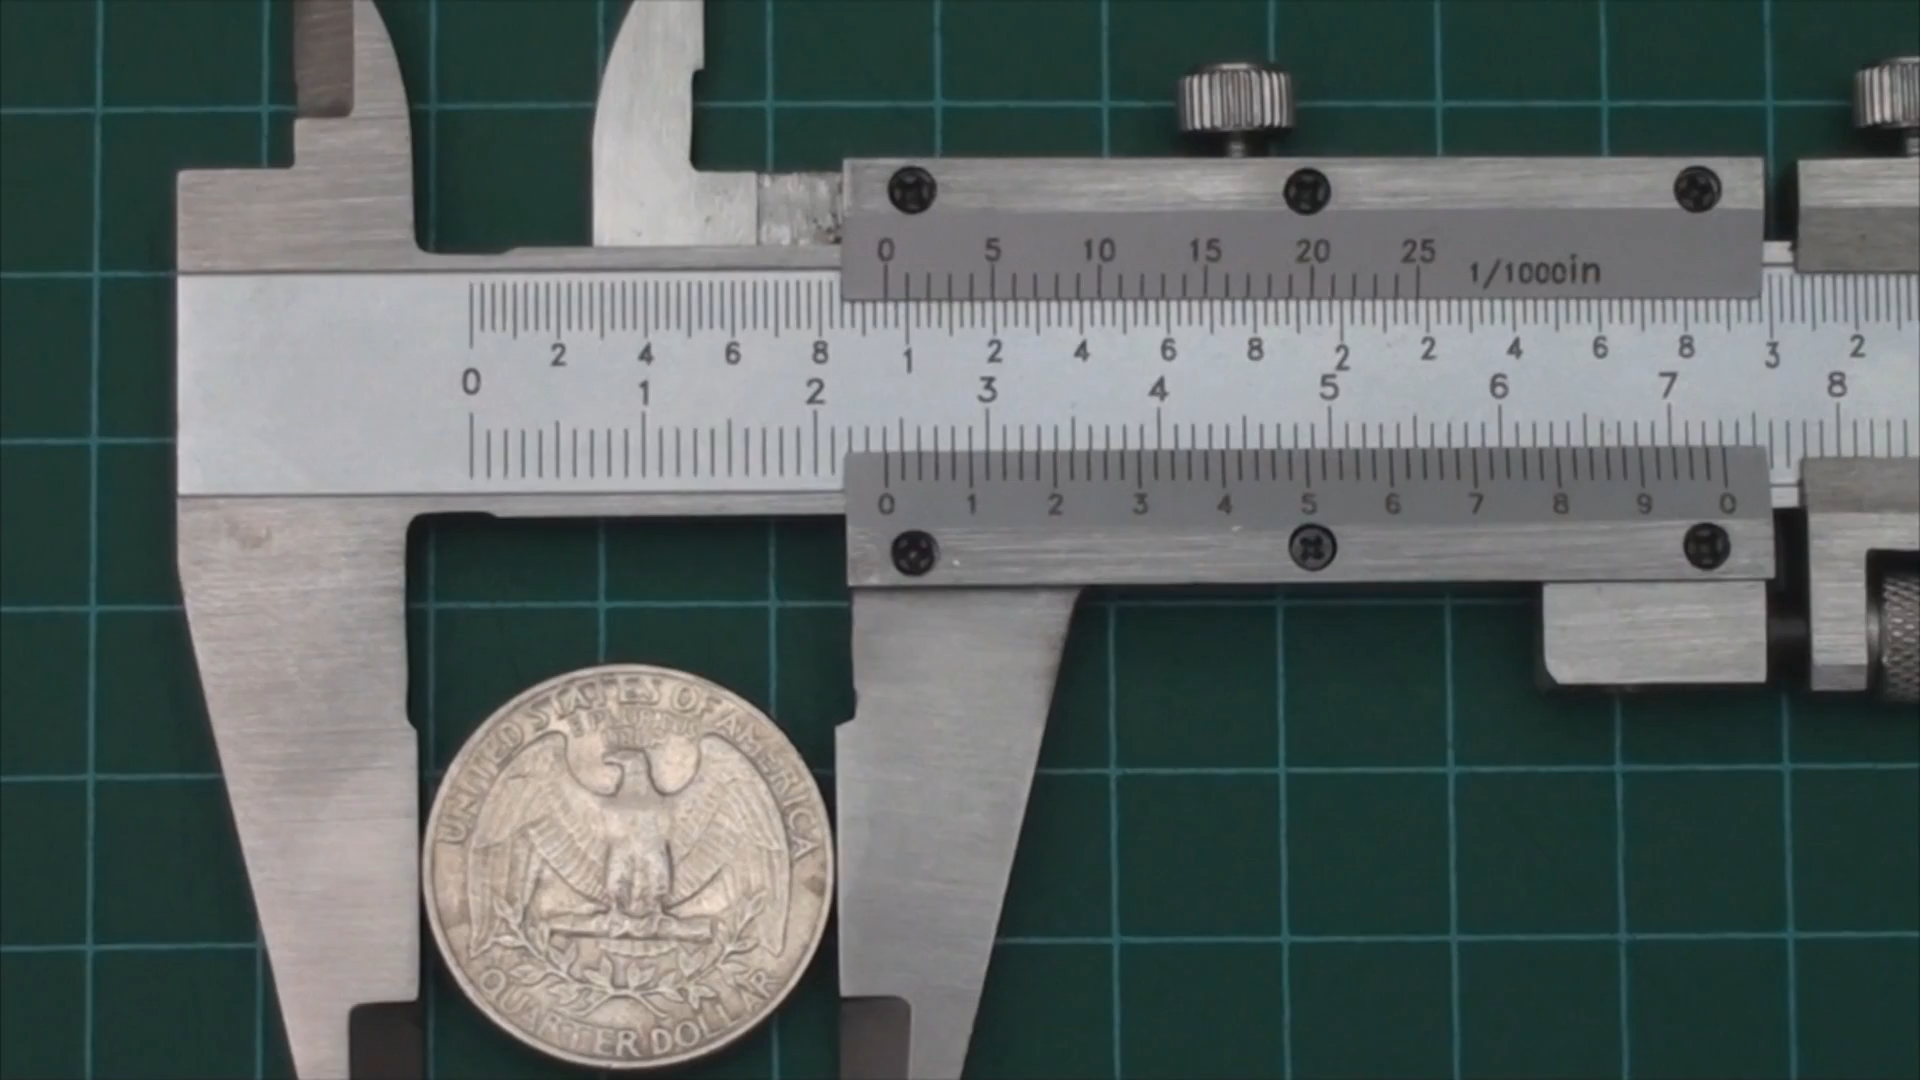 0 5 10 15 20 25 1/1000in
2 4 6 8 1 2 4 6 8 2 2 4 6 8 3 2
0 1 2 3 4 5 6 7 8
0 1 2 3 4 5 6 7 8 9 0
UNITED STATES OF AMERICA
E PLURIBUS
UNUM
QUARTER DOLLAR